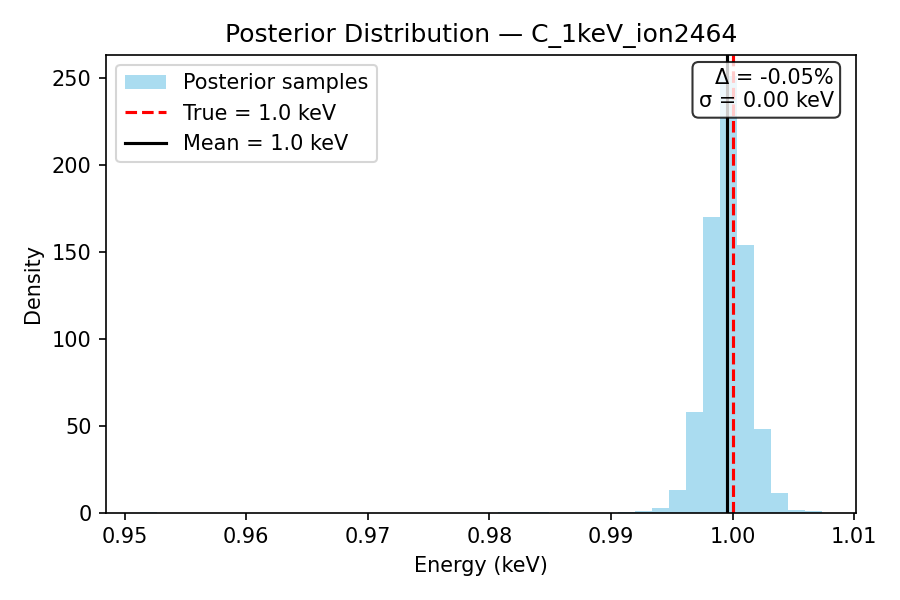 Posterior Distribution — C_1keV_ion2464
Posterior samples
True = 1.0 keV
Mean = 1.0 keV
Δ = -0.05%
σ = 0.00 keV
Density
250
200
150
100
50
0
0.95 0.96 0.97 0.98 0.99 1.00 1.01
Energy (keV)